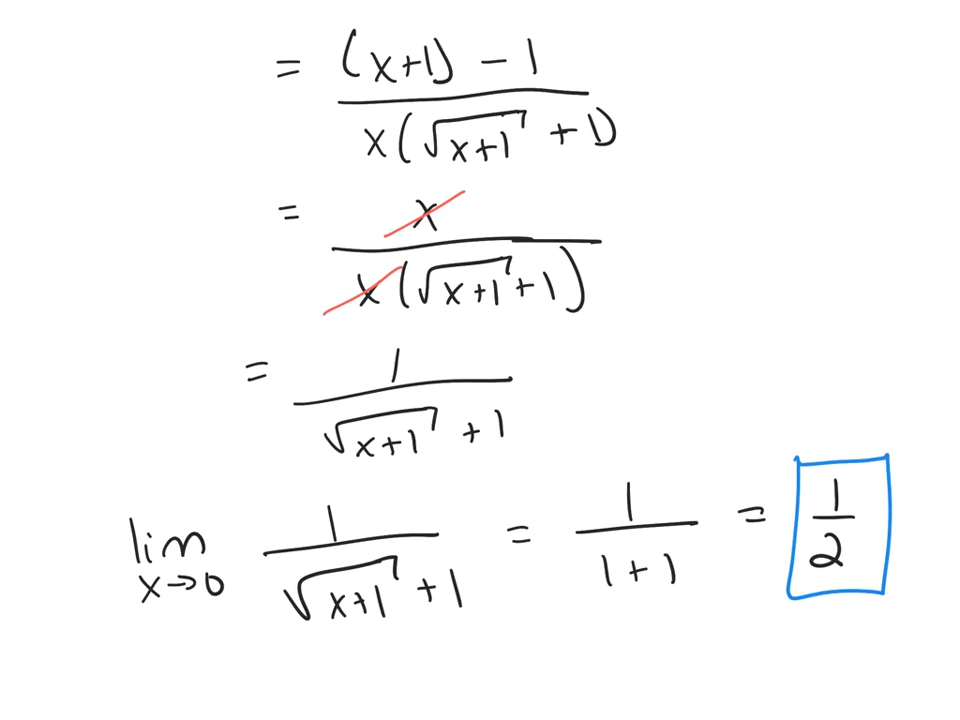 = (x+1) - 1
x(√x+1 + 1)
= x
x(√x+1 + 1)
= 1
√x+1 + 1
lim x→0 1 / √x+1 + 1 = 1 / 1 + 1 = 1 / 2